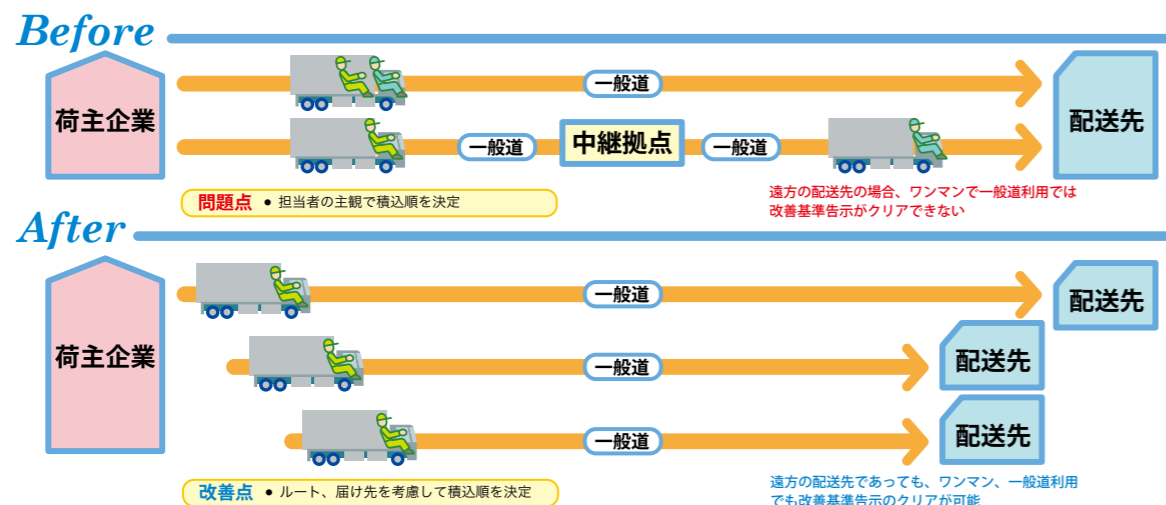 Before
荷主企業
一般道
配送先
一般道
中継拠点
一般道
問題点 ● 担当者の主観で積込順を決定
遠方の配送先の場合、ワンマンで一般道利用では
改善基準告示がクリアできない
After
荷主企業
一般道
配送先
一般道
配送先
一般道
配送先
改善点 ● ルート、届け先を考慮して積込順を決定
遠方の配送先であっても、ワンマン、一般道利用
でも改善基準告示のクリアが可能